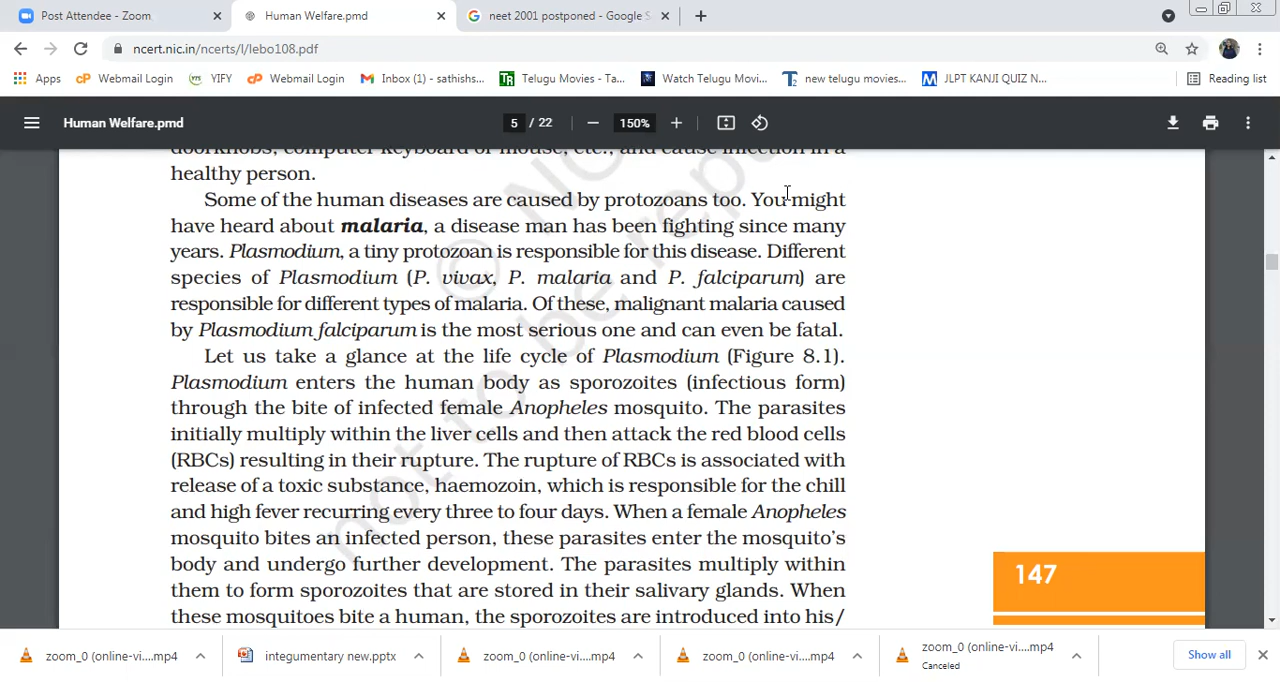 Post Attendee - Zoom
Human Welfare.pmd
neet 2001 postponed - Google S
ncert.nic.in/ncerts/l/lebo108.pdf
Apps
Webmail Login
YIFY
Webmail Login
Inbox (1) - sathishs...
Telugu Movies - Ta...
Watch Telugu Movi...
new telugu movies...
JLPT KANJI QUIZ N...
Reading list
Human Welfare.pmd
5 / 22
150%
doorknobs, computer keyboard or mouse, etc., and cause infection in a
healthy person.
Some of the human diseases are caused by protozoans too. You might
have heard about malaria, a disease man has been fighting since many
years. Plasmodium, a tiny protozoan is responsible for this disease. Different
species of Plasmodium (P. vivax, P. malaria and P. falciparum) are
responsible for different types of malaria. Of these, malignant malaria caused
by Plasmodium falciparum is the most serious one and can even be fatal.
Let us take a glance at the life cycle of Plasmodium (Figure 8.1).
Plasmodium enters the human body as sporozoites (infectious form)
through the bite of infected female Anopheles mosquito. The parasites
initially multiply within the liver cells and then attack the red blood cells
(RBCs) resulting in their rupture. The rupture of RBCs is associated with
release of a toxic substance, haemozoin, which is responsible for the chill
and high fever recurring every three to four days. When a female Anopheles
mosquito bites an infected person, these parasites enter the mosquito's
body and undergo further development. The parasites multiply within
them to form sporozoites that are stored in their salivary glands. When
these mosquitoes bite a human, the sporozoites are introduced into his/
147
zoom_0 (online-vi....mp4
integumentary new.pptx
zoom_0 (online-vi....mp4
zoom_0 (online-vi....mp4
zoom_0 (online-vi....mp4
Canceled
Show all